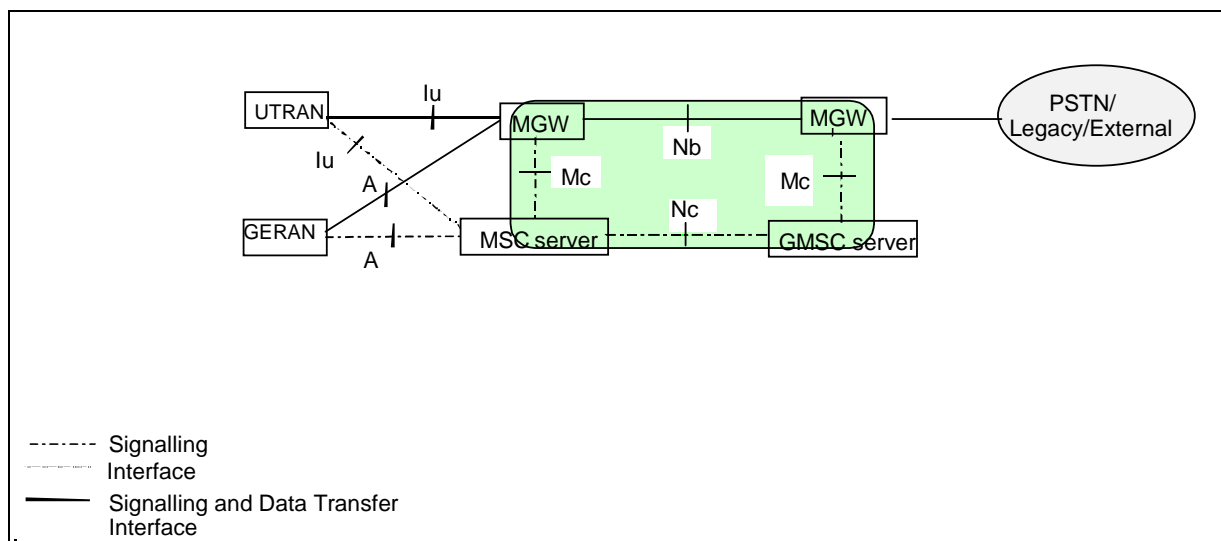 Iu
UTRAN
MGW
MGW
PSTN/
Legacy/External
Iu
Nb
A
Mc
Mc
GERAN
A
MSC server
Nc
GMSC server
Signalling
Interface
Signalling and Data Transfer
Interface